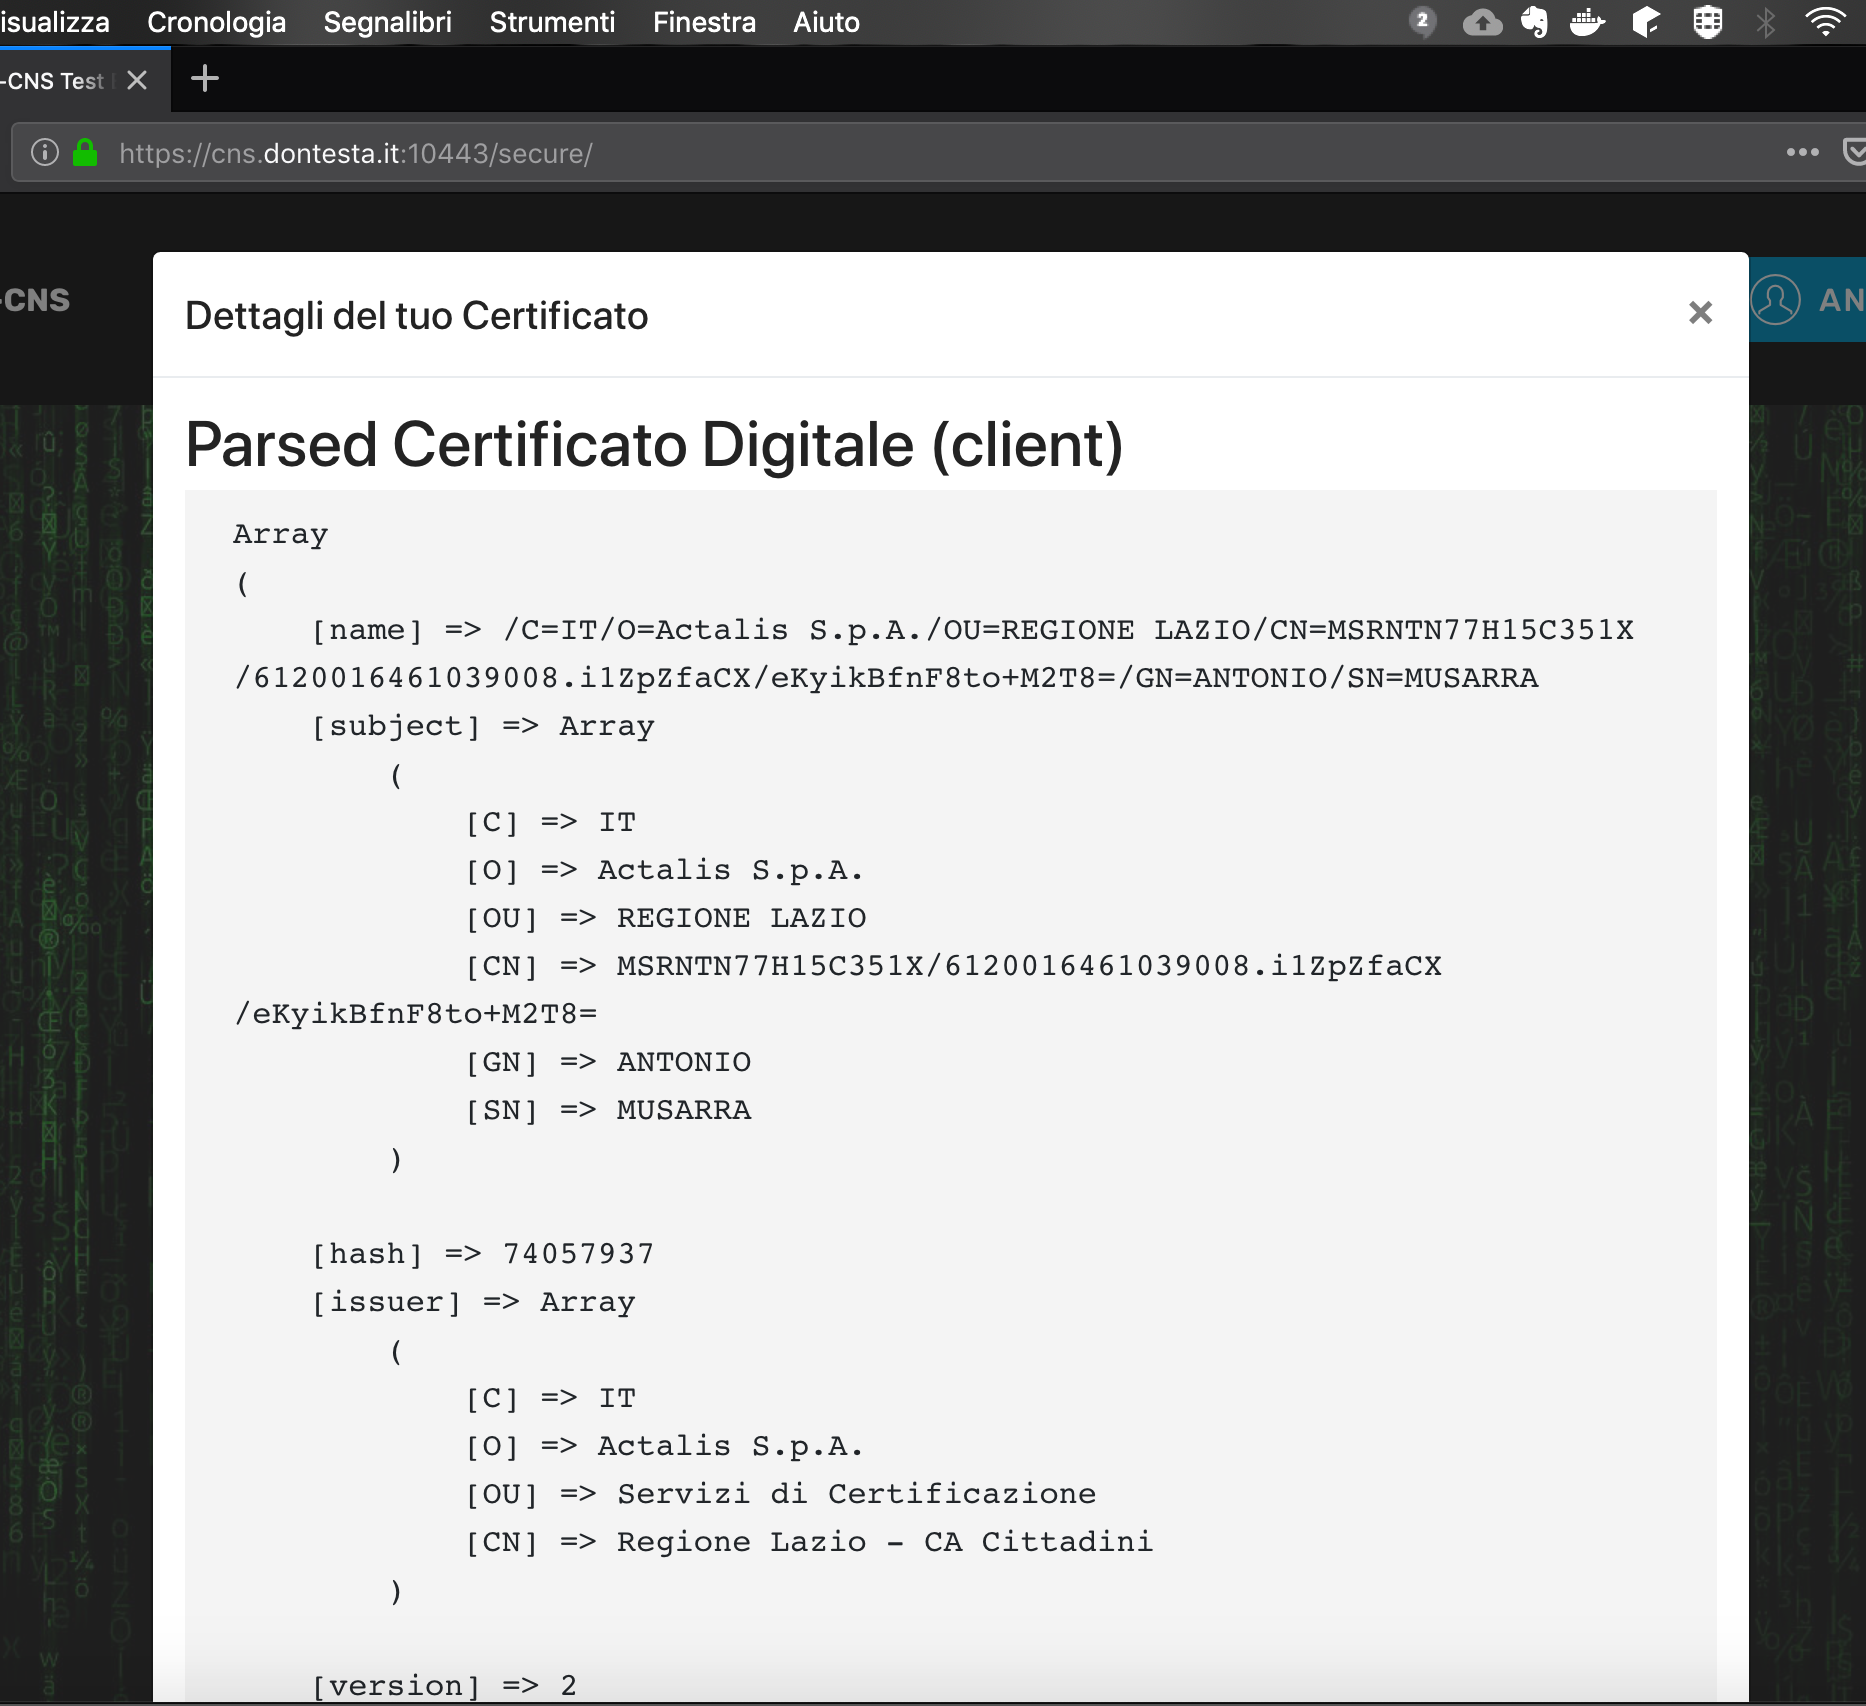 isualizza Cronologia Segnalibri Strumenti Finestra Aiuto 2
-CNS Test
https://cns.dontesta.it:10443/secure/
-CNS
AN
Dettagli del tuo Certificato
Parsed Certificato Digitale (client)
Array
(
[name] => /C=IT/O=Actalis S.p.A./OU=REGIONE LAZIO/CN=MSRNTN77H15C351X
/6120016461039008.i1ZpZfaCX/eKyikBfnF8to+M2T8=/GN=ANTONIO/SN=MUSARRA
[subject] => Array
(
[C] => IT
[O] => Actalis S.p.A.
[OU] => REGIONE LAZIO
[CN] => MSRNTN77H15C351X/6120016461039008.i1ZpZfaCX
/eKyikBfnF8to+M2T8=
[GN] => ANTONIO
[SN] => MUSARRA
)
[hash] => 74057937
[issuer] => Array
(
[C] => IT
[O] => Actalis S.p.A.
[OU] => Servizi di Certificazione
[CN] => Regione Lazio - CA Cittadini
)
[version] => 2